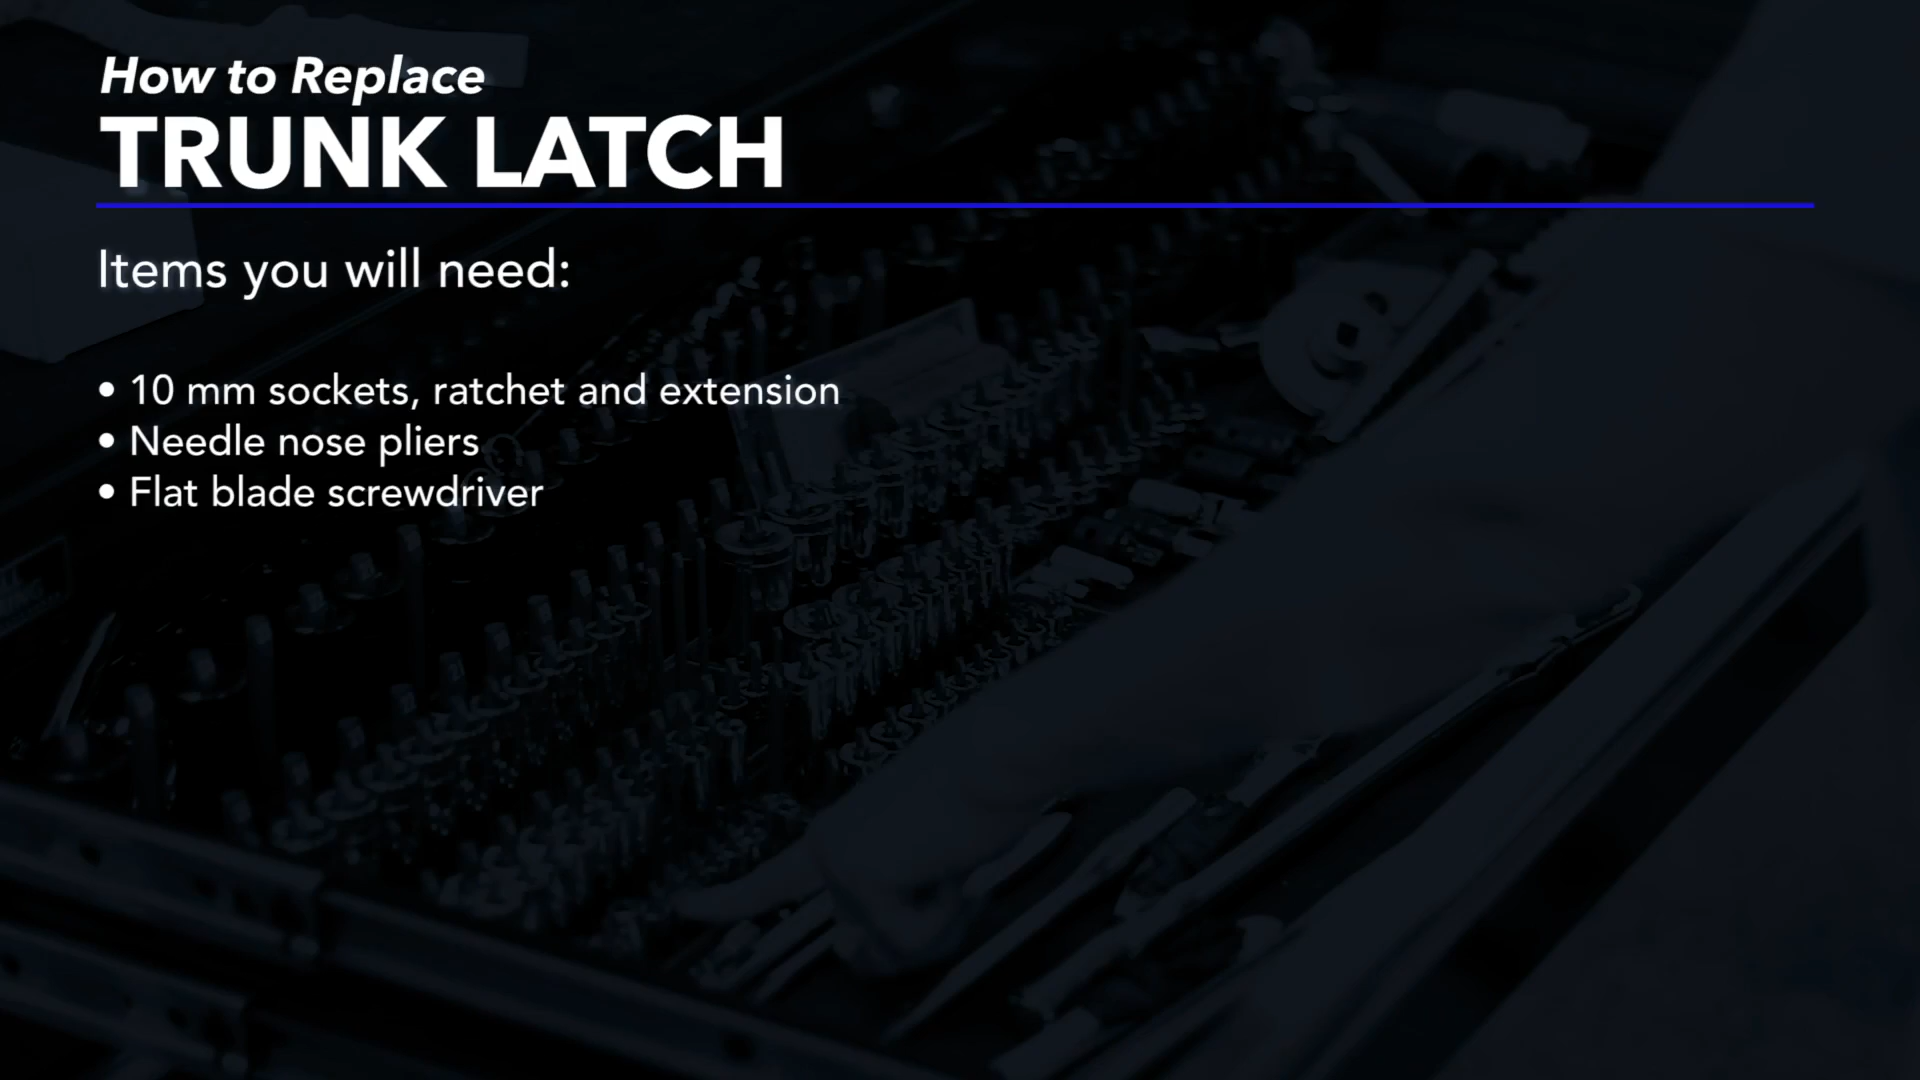 How to Replace
TRUNK LATCH
Items you will need:
• 10 mm sockets, ratchet and extension
• Needle nose pliers
• Flat blade screwdriver